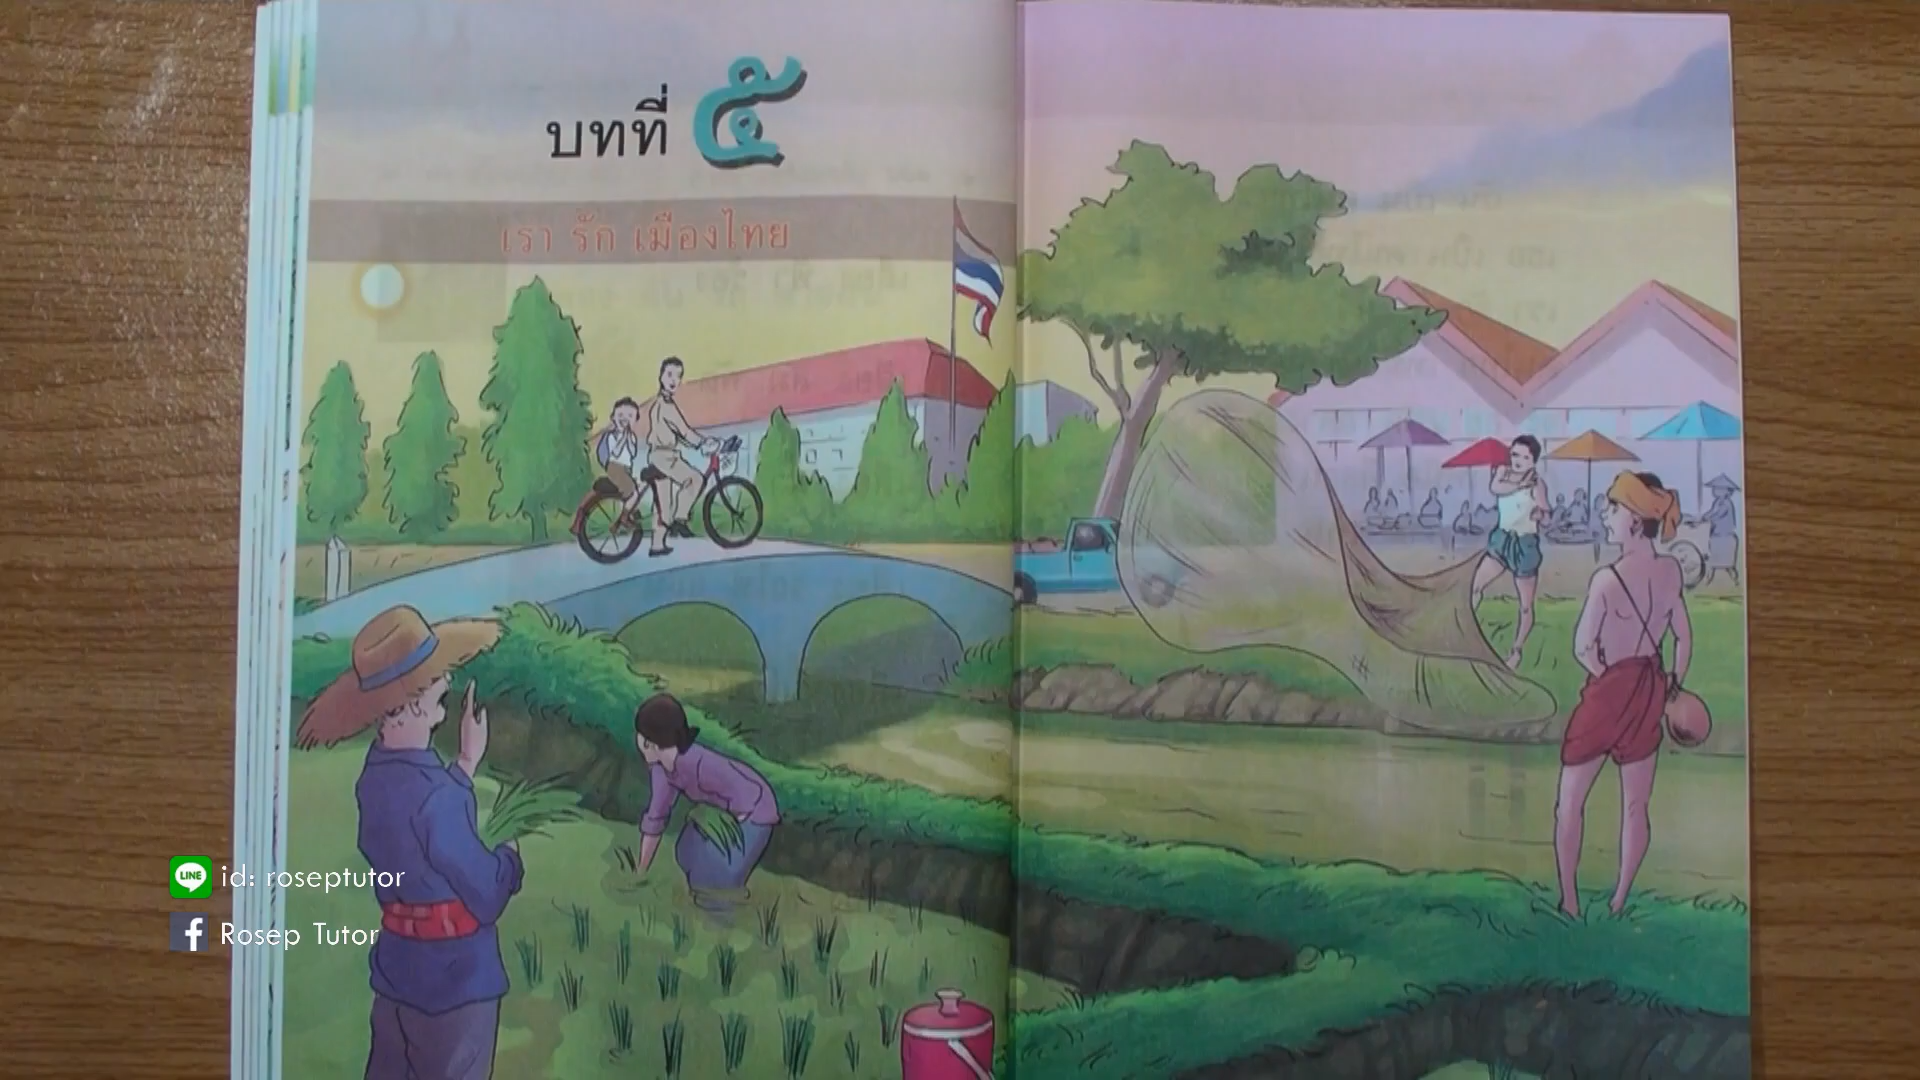 บทที่ ๕
เรา รัก เมืองไทย
LINE id: roseptutor
f Rosep Tutor